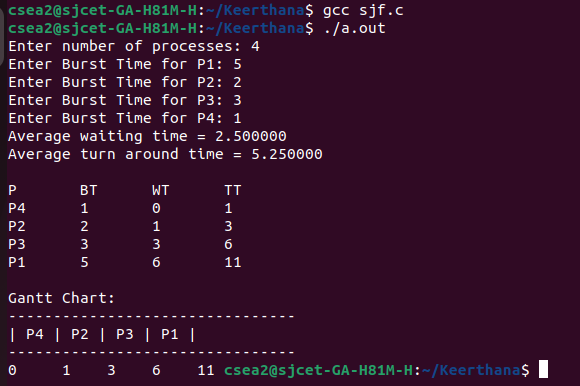 csea2@sjcet-GA-H81M-H:~/Keerthana$ gcc sjf.c
csea2@sjcet-GA-H81M-H:~/Keerthana$ ./a.out
Enter number of processes: 4
Enter Burst Time for P1: 5
Enter Burst Time for P2: 2
Enter Burst Time for P3: 3
Enter Burst Time for P4: 1
Average waiting time = 2.500000
Average turn around time = 5.250000

P       BT      WT      TT
P4      1       0       1
P2      2       1       3
P3      3       3       6
P1      5       6       11

Gantt Chart:
--------------------------------
| P4 | P2 | P3 | P1 |
--------------------------------
0     1    3    6    11 csea2@sjcet-GA-H81M-H:~/Keerthana$